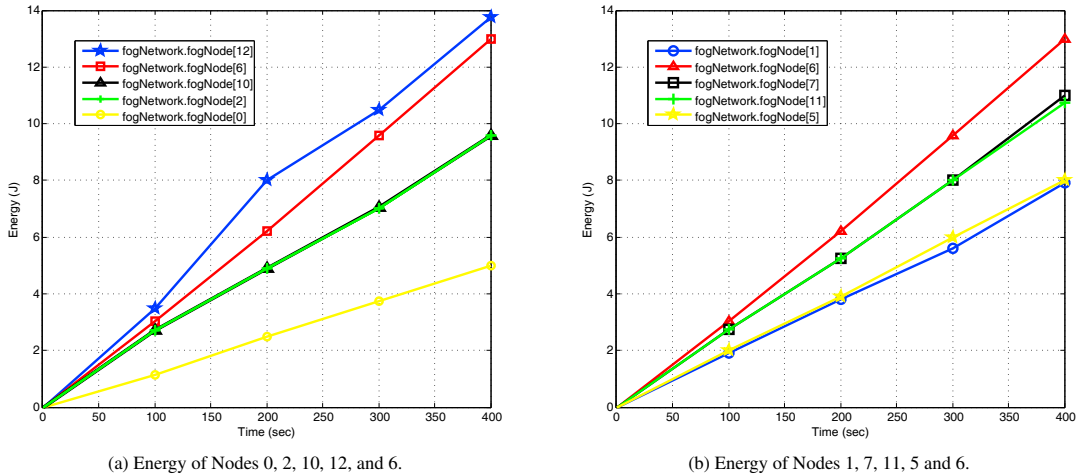 14
12
10
8
6
4
2
0
Energy (J)
fogNetwork.fogNode[12]
fogNetwork.fogNode[6]
fogNetwork.fogNode[10]
fogNetwork.fogNode[2]
fogNetwork.fogNode[0]
0 50 100 150 200 250 300 350 400
Time (sec)
(a) Energy of Nodes 0, 2, 10, 12, and 6.
14
12
10
8
6
4
2
0
Energy (J)
fogNetwork.fogNode[1]
fogNetwork.fogNode[6]
fogNetwork.fogNode[7]
fogNetwork.fogNode[11]
fogNetwork.fogNode[5]
0 50 100 150 200 250 300 350 400
Time (sec)
(b) Energy of Nodes 1, 7, 11, 5 and 6.